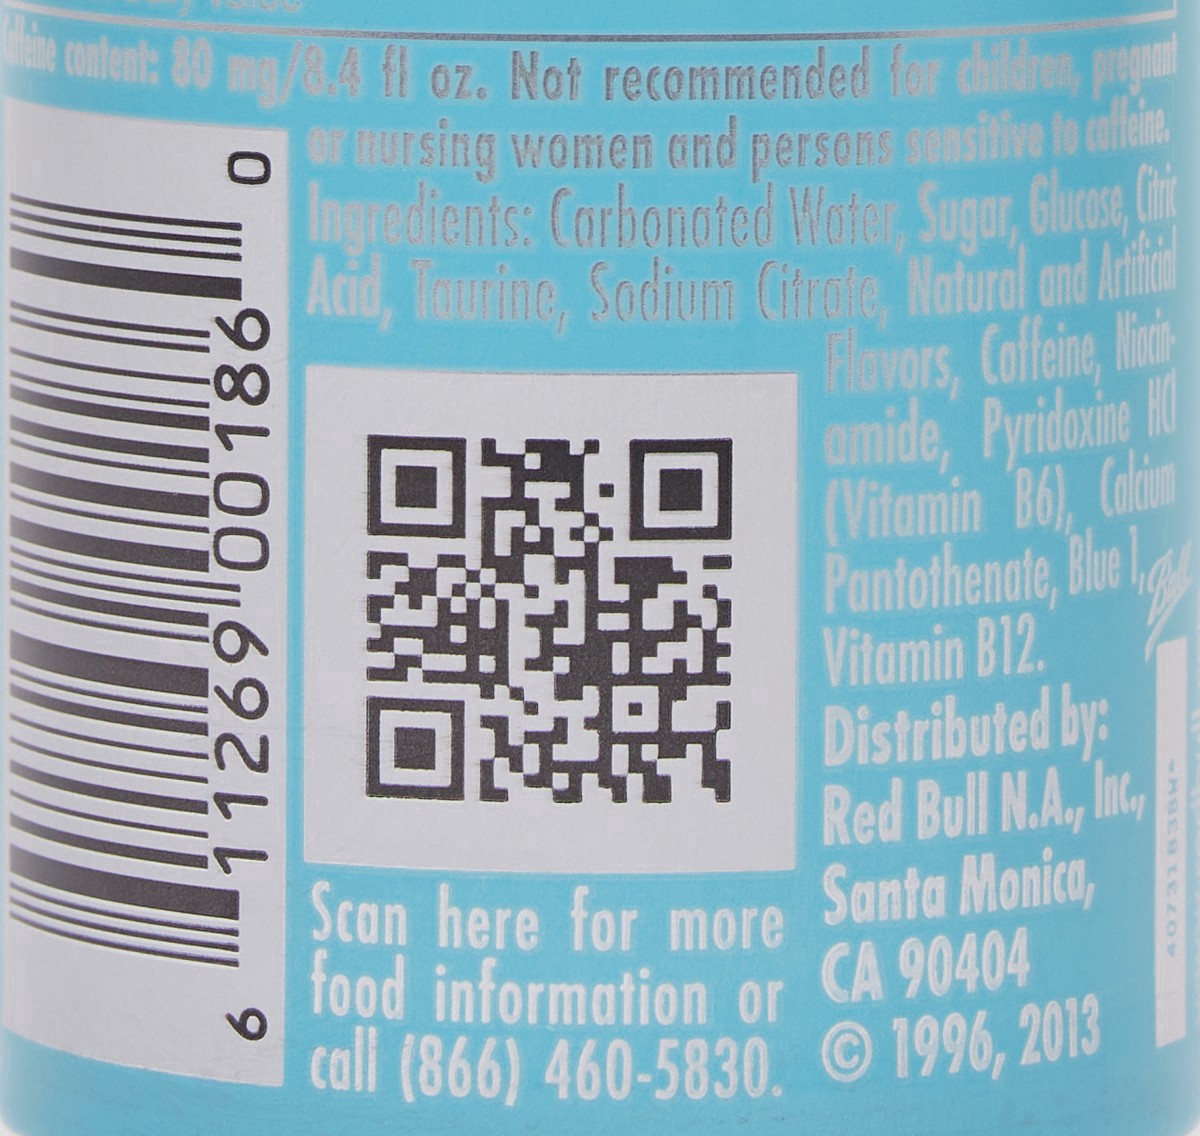 Caffeine content: 80 mg/8.4 fl oz. Not recommended for children, pregnant
or nursing women and persons sensitive to caffeine.
Ingredients: Carbonated Water, Sugar, Glucose, Citric
Acid, Taurine, Sodium Citrate, Natural and Artificial
Flavors, Caffeine, Niacin-
amide, Pyridoxine HCl
(Vitamin B6), Calcium
Pantothenate, Blue 1,
Vitamin B12.
Distributed by:
Red Bull N.A., Inc.,
Santa Monica,
CA 90404
© 1996, 2013
Scan here for more
food information or
call (866) 460-5830.
6 11269 00186 0
Bull